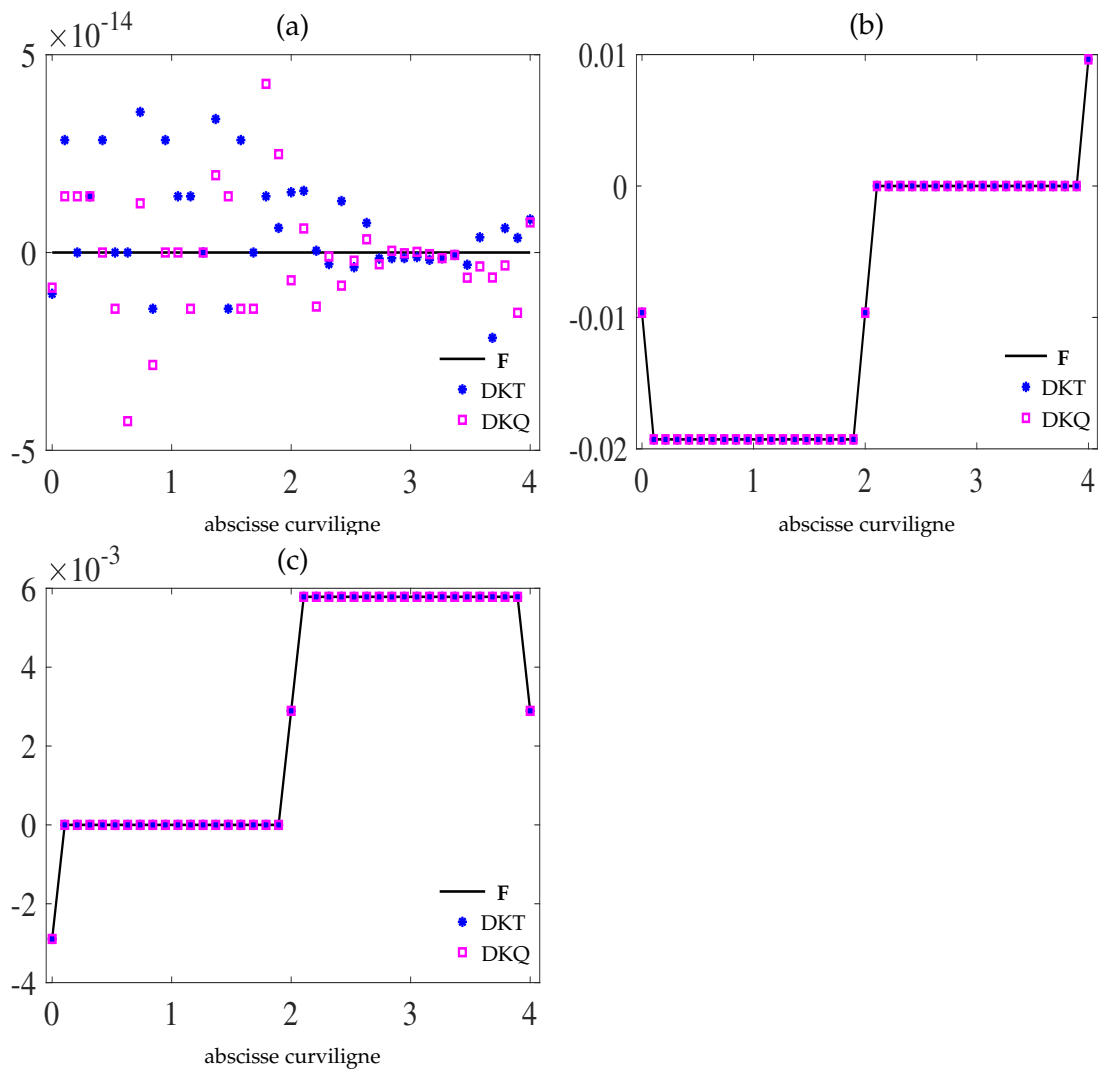 (a)
×10-14
5
0
-5
0 1 2 3 4
abscisse curviligne
F
DKT
DKQ
(b)
0.01
0
-0.01
-0.02
0 1 2 3 4
abscisse curviligne
F
DKT
DKQ
(c)
×10-3
6
4
2
0
-2
-4
0 1 2 3 4
abscisse curviligne
F
DKT
DKQ